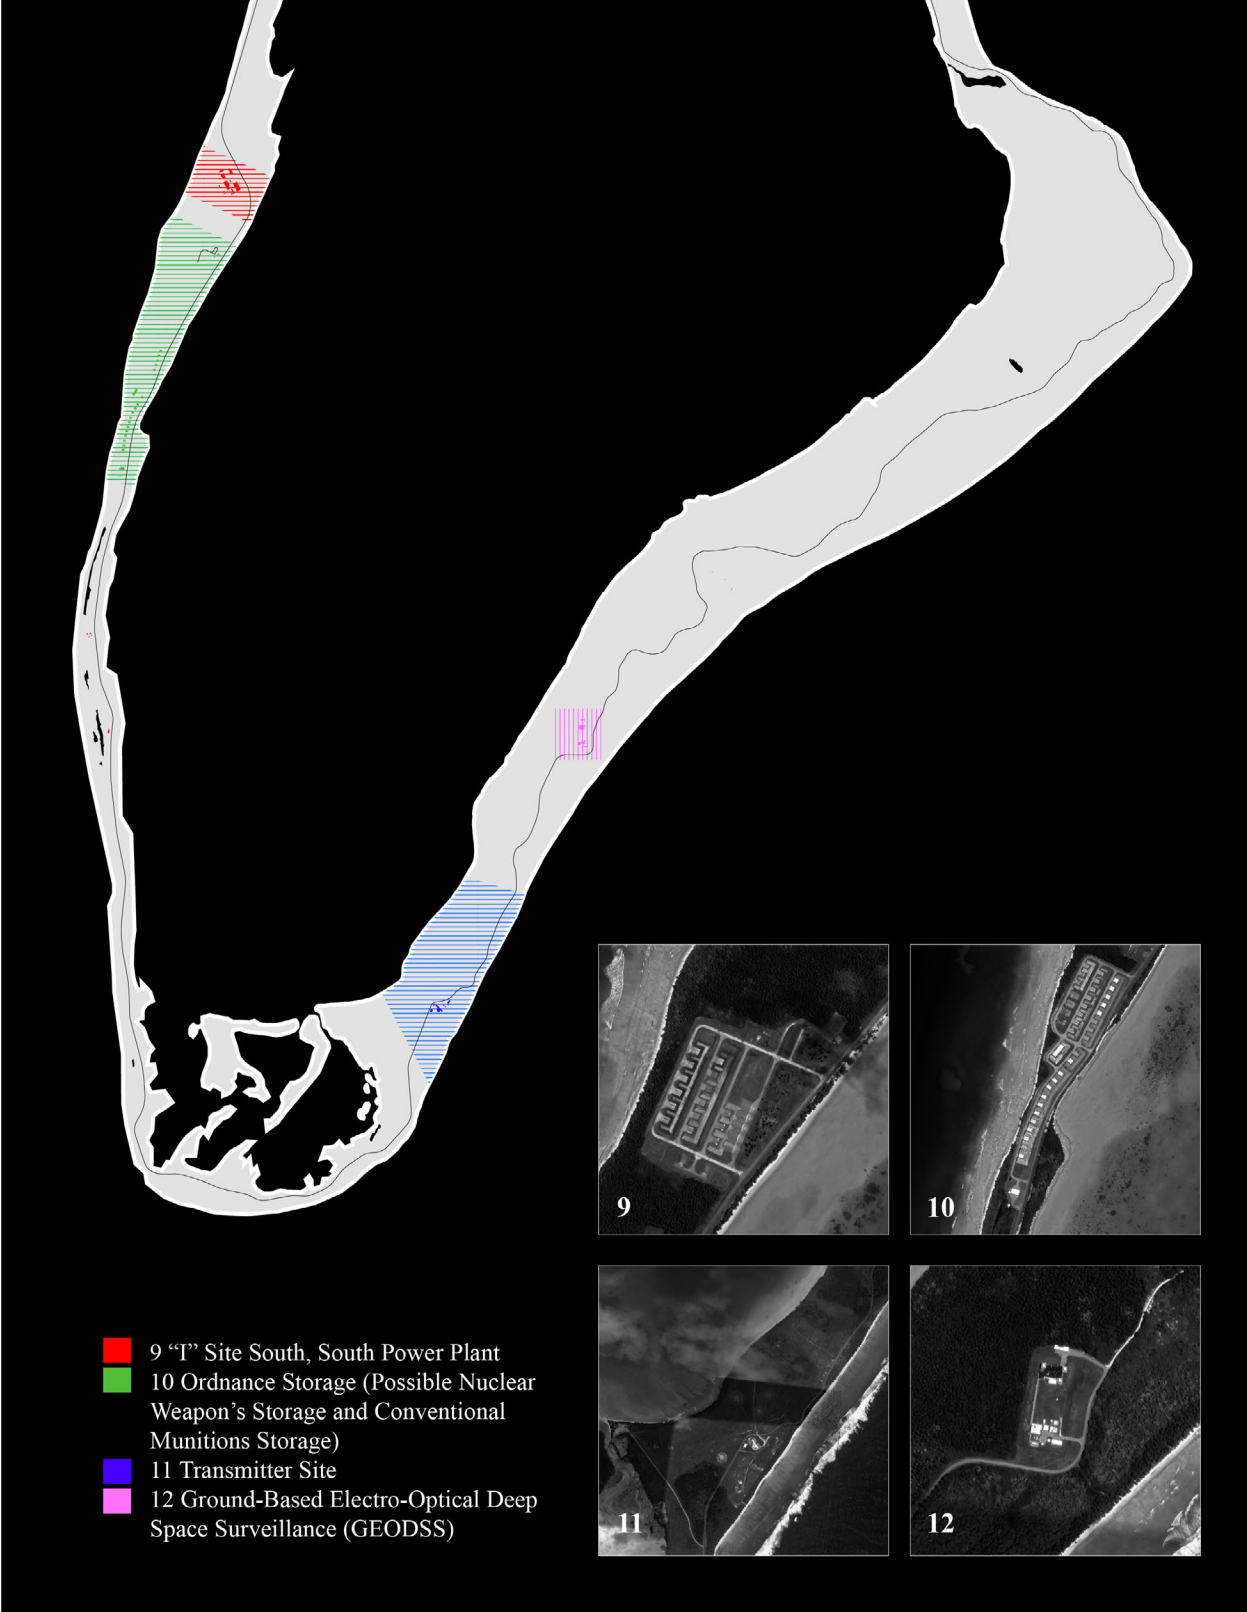 9
10
11
12
9 “I” Site South, South Power Plant
10 Ordnance Storage (Possible Nuclear
Weapon’s Storage and Conventional
Munitions Storage)
11 Transmitter Site
12 Ground-Based Electro-Optical Deep
Space Surveillance (GEODSS)